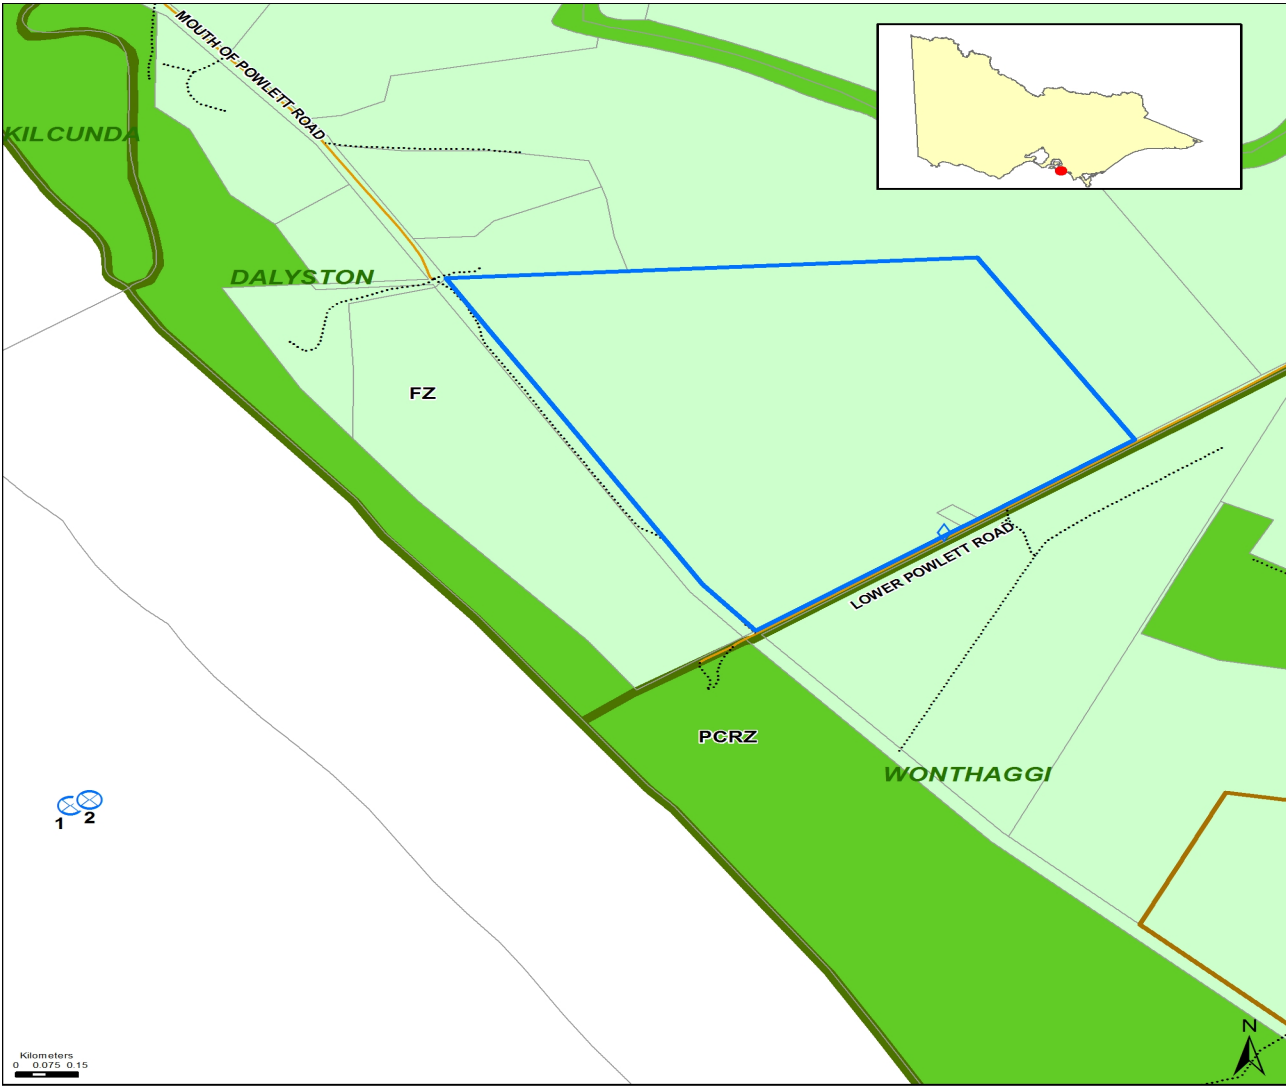 MOUTH OF POWLETT ROAD
KILCUNDA
DALYSTON
FZ
LOWER POWLETT ROAD
PCRZ
WONTHAGGI
1 2
N
Kilometers
0 0.075 0.15